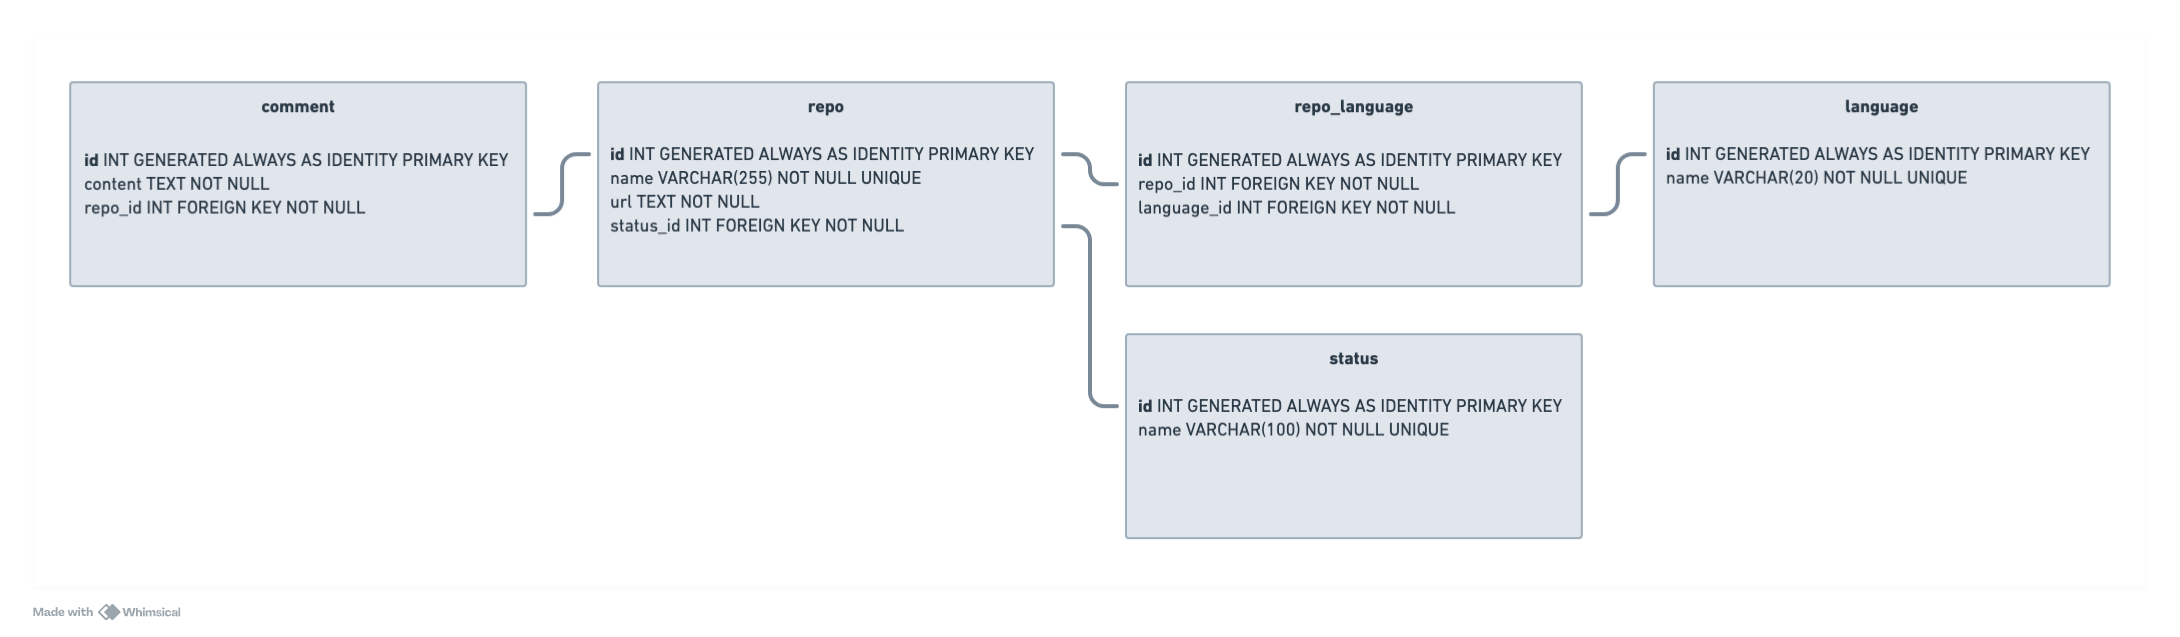 comment
id INT GENERATED ALWAYS AS IDENTITY PRIMARY KEY
content TEXT NOT NULL
repo_id INT FOREIGN KEY NOT NULL
repo
id INT GENERATED ALWAYS AS IDENTITY PRIMARY KEY
name VARCHAR(255) NOT NULL UNIQUE
url TEXT NOT NULL
status_id INT FOREIGN KEY NOT NULL
repo_language
id INT GENERATED ALWAYS AS IDENTITY PRIMARY KEY
repo_id INT FOREIGN KEY NOT NULL
language_id INT FOREIGN KEY NOT NULL
language
id INT GENERATED ALWAYS AS IDENTITY PRIMARY KEY
name VARCHAR(20) NOT NULL UNIQUE
status
id INT GENERATED ALWAYS AS IDENTITY PRIMARY KEY
name VARCHAR(100) NOT NULL UNIQUE
Made with Whimsical